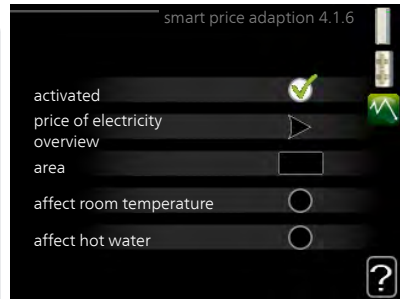 smart price adaption 4.1.6
activated
price of electricity
overview
area
affect room temperature
affect hot water
?